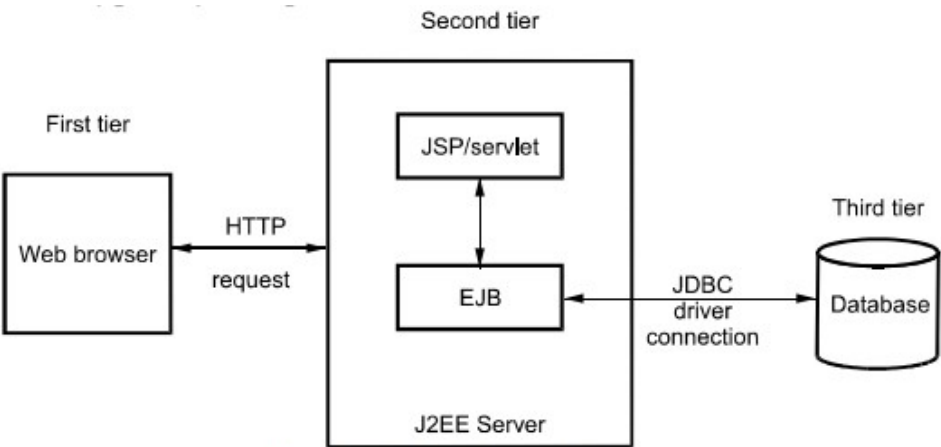 Second tier
First tier
JSP/servlet
Third tier
HTTP
Web browser
request
EJB
JDBC
driver
connection
Database
J2EE Server